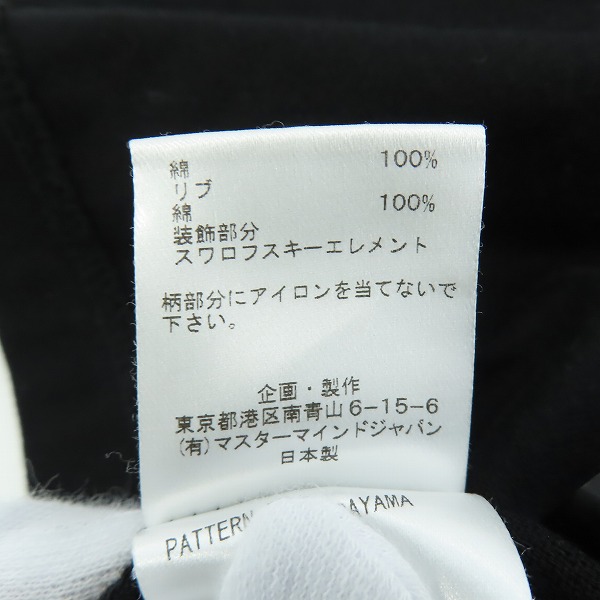 綿 100%
リブ
綿 100%
装飾部分
スワロフスキーエレメント
柄部分にアイロンを当てないで
下さい。
企画・製作
東京都港区南青山6-15-6
(有)マスターマインドジャパン
日本製
PATTERN